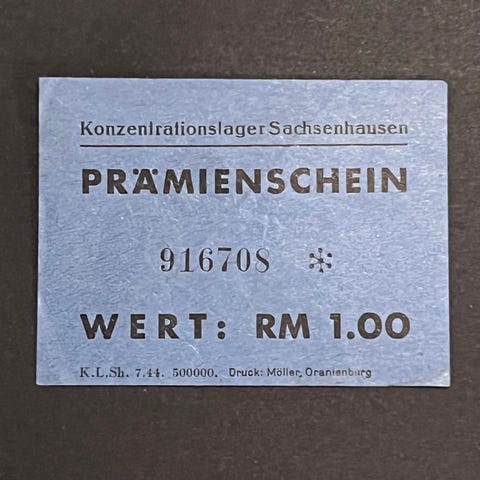 Konzentrationslager Sachsenhausen
PRÄMIENSCHEIN
916708 *
WERT: RM 1.00
K.L.Sh. 7.44. 500000. Druck: Möller, Oranienburg